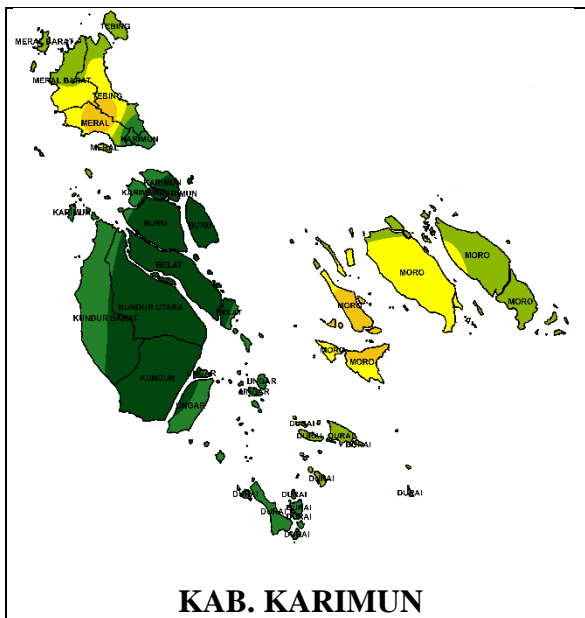 TEBING
MERAL BARAT
MERAL BARAT
TEBING
MERAL
KARIMUN
MERAL
KARIMUN
KARIMUN
KARIMUN
KARIMUN
BURU
BURU
BELAT
MORO
MORO
MORO
KUNDUR UTARA
MORO
BELAT
KUNDUR BARAT
MORO
MORO
KUNDUR
UNGAR
UNGAR
UNGAR
UNGAR
DURAI
DURAI
DURAI
DURAI
DURAI
DURAI
DURAI
DURAI
DURAI
DURAI
DURAI
DURAI
KAB. KARIMUN